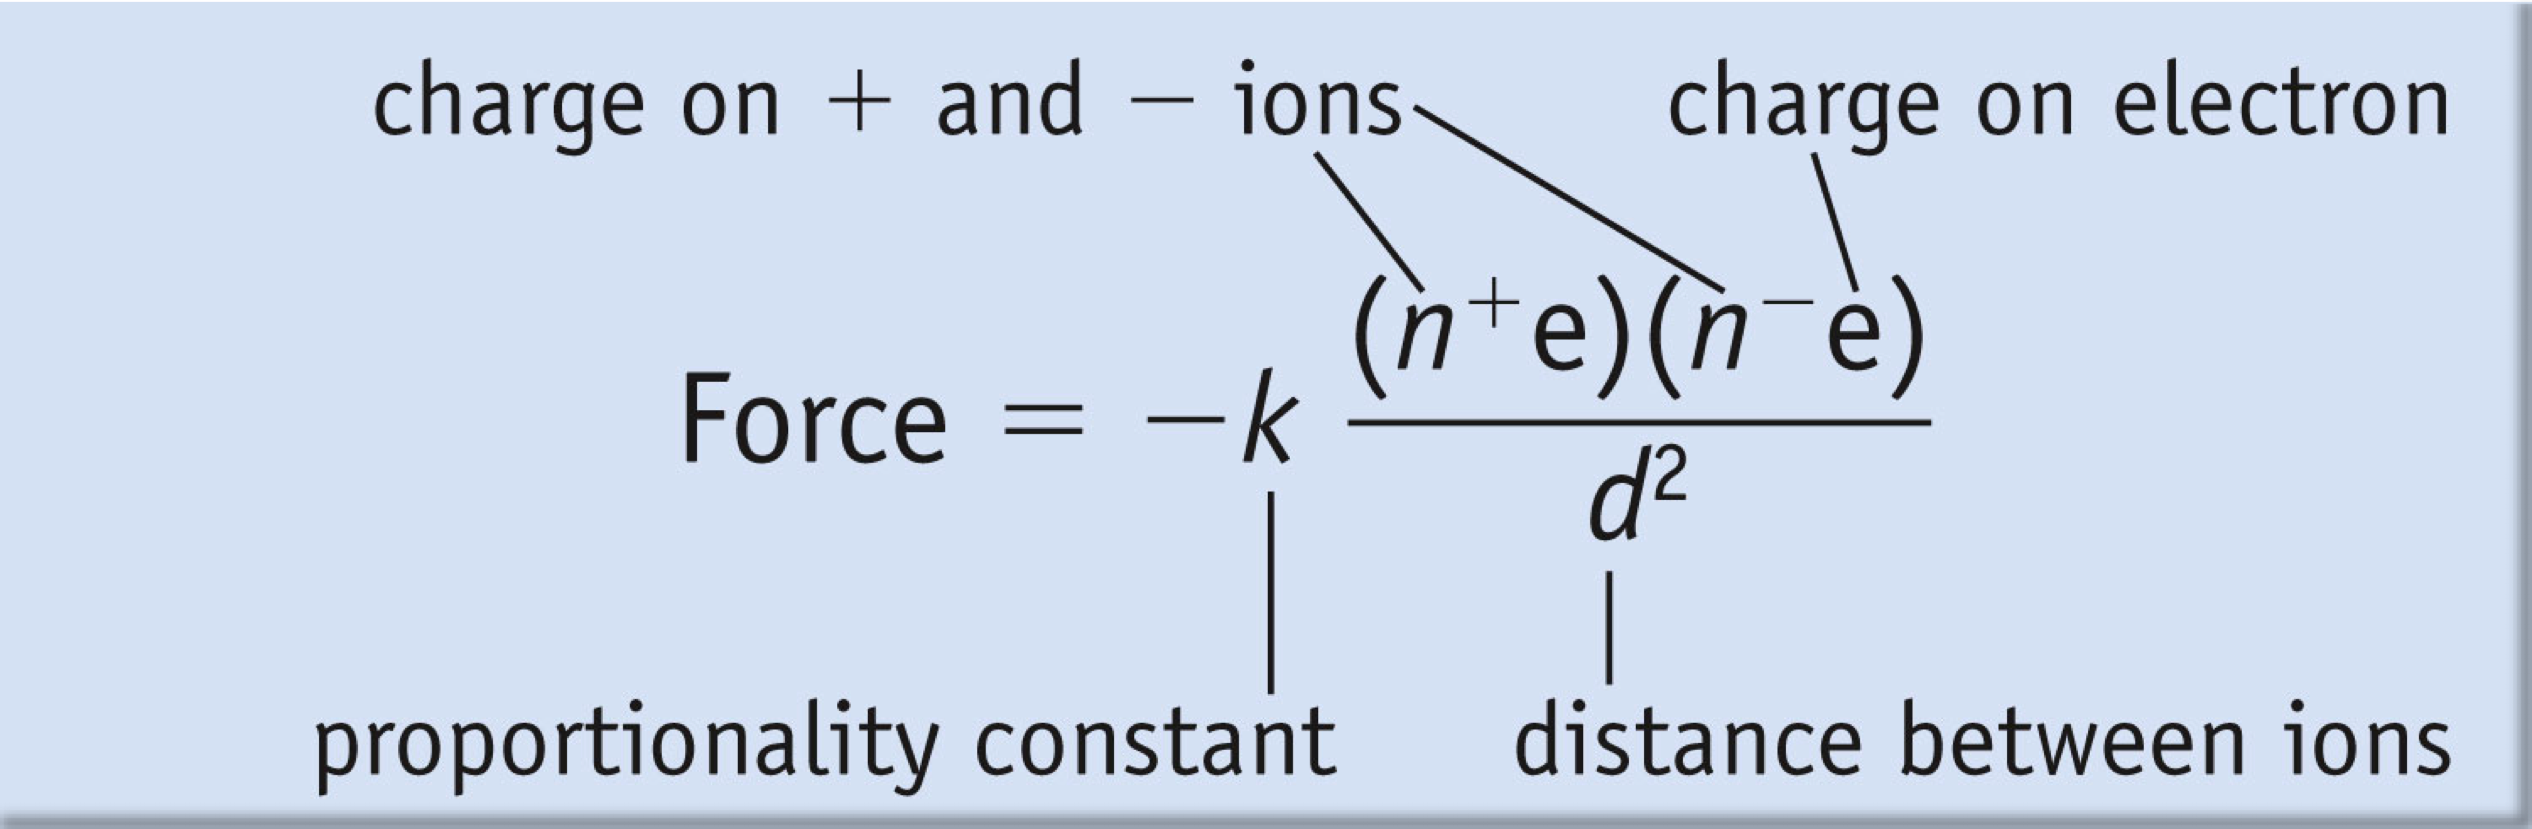 charge on + and − ions charge on electron
Force = −k (n⁺e)(n⁻e)
d²
proportionality constant distance between ions